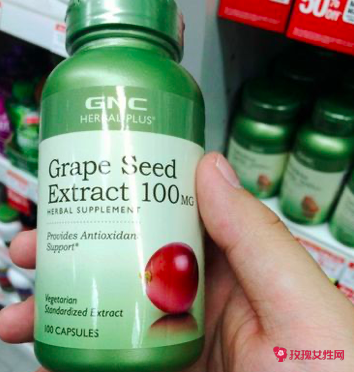 50%
GNC
HERBAL PLUS®
Grape Seed
Extract 100MG
HERBAL SUPPLEMENT
Provides Antioxidant
Support*
Vegetarian
Standardized Extract
100 CAPSULES
玫瑰女性网